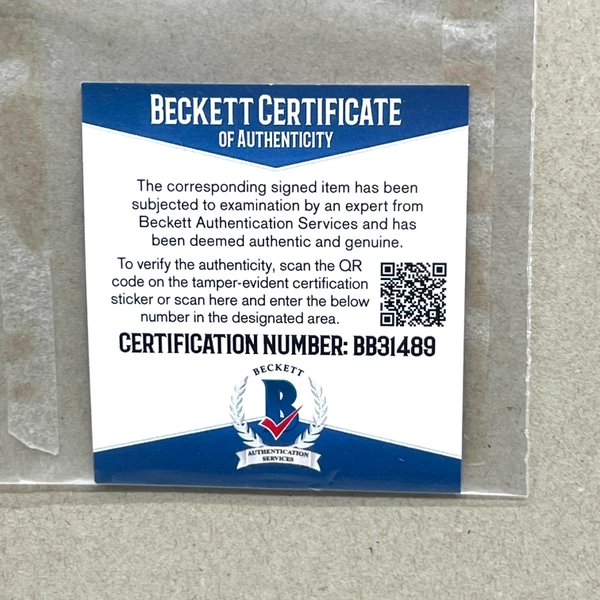 BECKETT CERTIFICATE
OF AUTHENTICITY
The corresponding signed item has been
subjected to examination by an expert from
Beckett Authentication Services and has
been deemed authentic and genuine.
To verify the authenticity, scan the QR
code on the tamper-evident certification
sticker or scan here and enter the below
number in the designated area.
CERTIFICATION NUMBER: BB31489
BECKETT
B
AUTHENTICATION
SERVICES